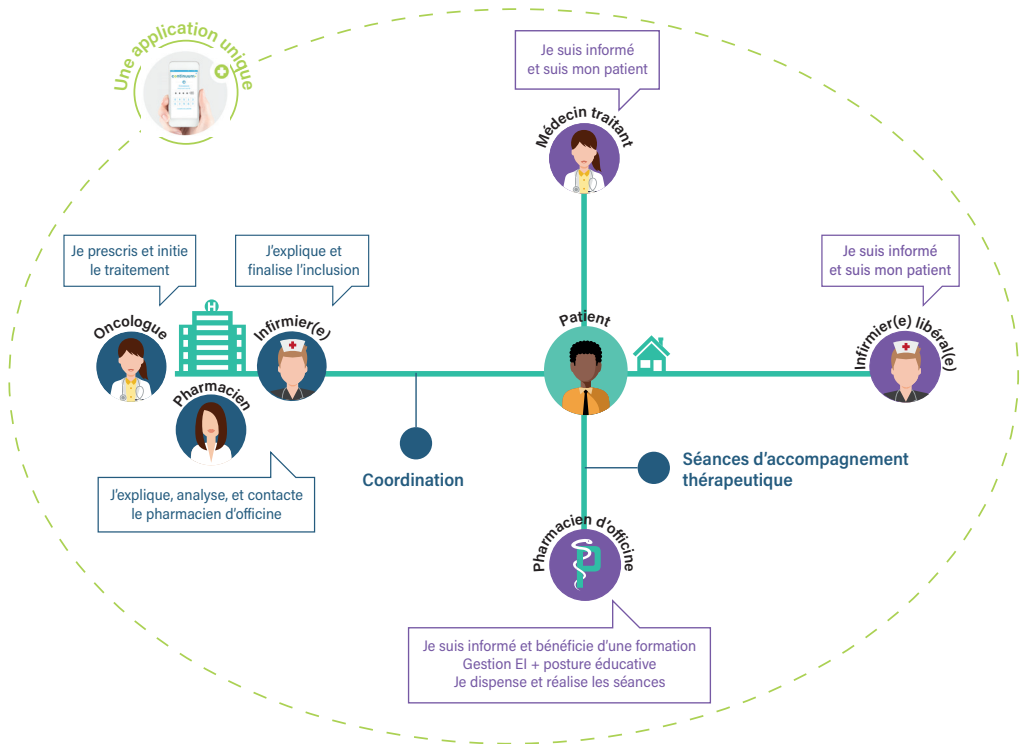 Une application unique
continuum+
Je suis informé
et suis mon patient
Médecin traitant
Je prescris et initie
le traitement
J'explique et
finalise l'inclusion
Je suis informé
et suis mon patient
H
Oncologue
Infirmier(e)
Patient
Infirmier(e) libéral(e)
Pharmacien
Coordination
Séances d'accompagnement
thérapeutique
J'explique, analyse, et contacte
le pharmacien d'officine
Pharmacien d'officine
Je suis informé et bénéficie d'une formation
Gestion EI + posture éducative
Je dispense et réalise les séances